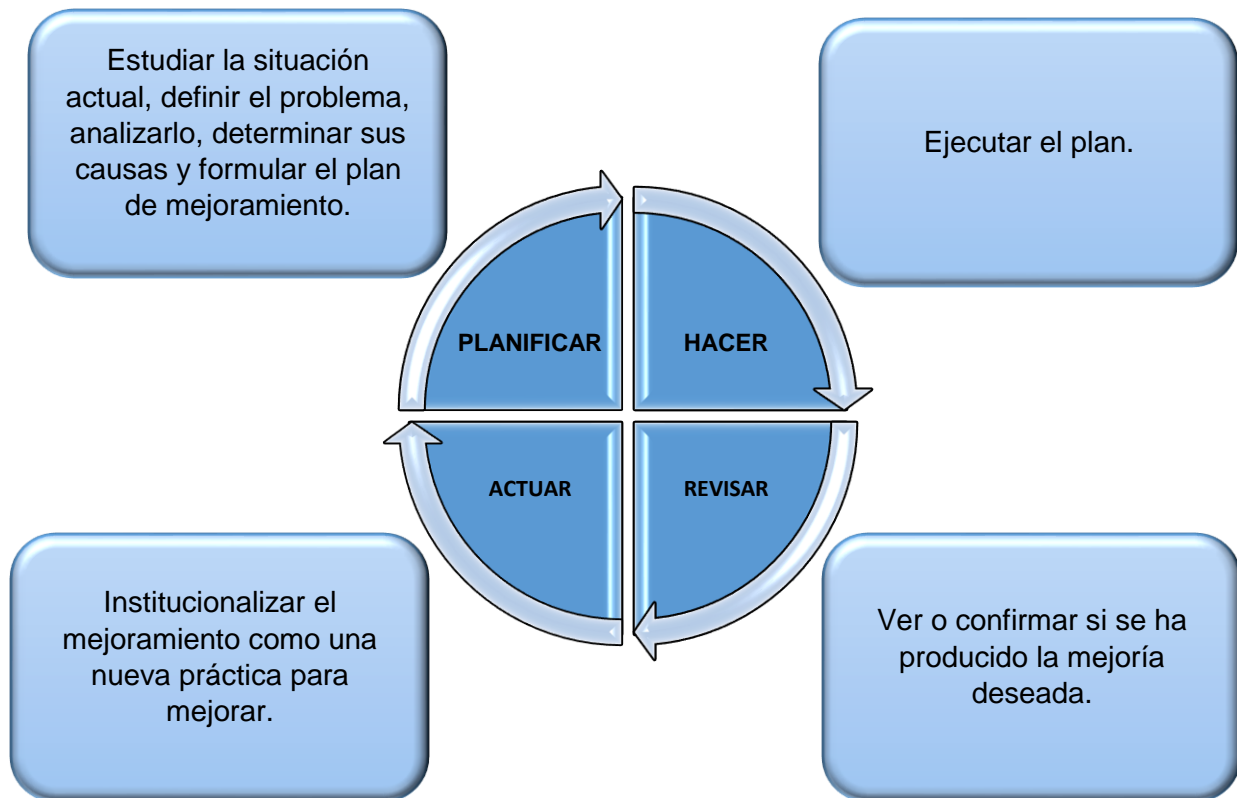 Estudiar la situación
actual, definir el problema,
analizarlo, determinar sus
causas y formular el plan
de mejoramiento.
Ejecutar el plan.
PLANIFICAR
HACER
ACTUAR
REVISAR
Institucionalizar el
mejoramiento como una
nueva práctica para
mejorar.
Ver o confirmar si se ha
producido la mejoría
deseada.